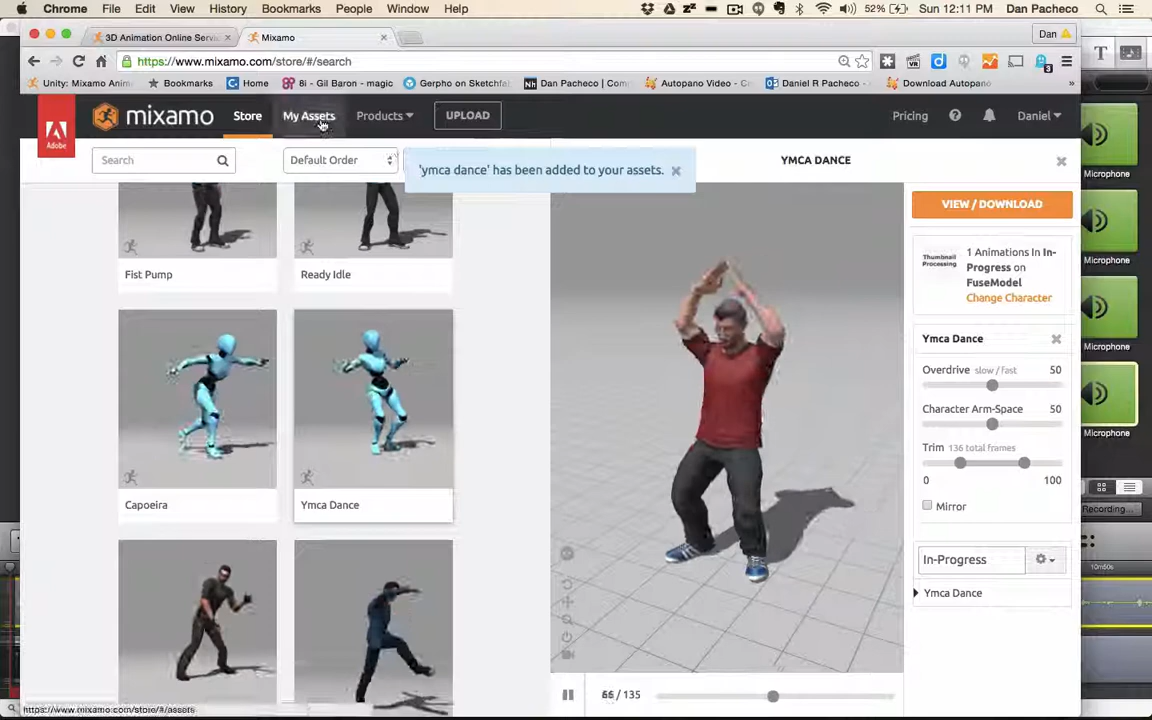 Chrome File Edit View History Bookmarks People Window Help 52% Sun 12:11 PM Dan Pacheco
3D Animation Online Servi
Mixamo
Dan
https://www.mixamo.com/store/#/search
3
Unity: Mixamo Anim
Bookmarks
Home
8i - Gil Baron - magic
Gerpho on Sketchfa
Dan Pacheco | Comp
Autopano Video - C
Daniel R Pacheco |
Download Autopano
T
Adobe
mixamo
Store
My Assets
Products
UPLOAD
Pricing
Daniel
Search
Default Order
'ymca dance' has been added to your assets.
YMCA DANCE
Microphone
VIEW / DOWNLOAD
Thumbnail
Processing
1 Animations In In-
Progress on
FuseModel
Change Character
Microphone
Fist Pump
Ready Idle
Ymca Dance
Microphone
Overdrive slow / fast 50
Character Arm-Space 50
Microphone
Trim 136 total frames
0 100
Capoeira
Ymca Dance
Mirror
Recording...
In-Progress
10m50s
Ymca Dance
66 / 135
https://www.mixamo.com/store/#/assets